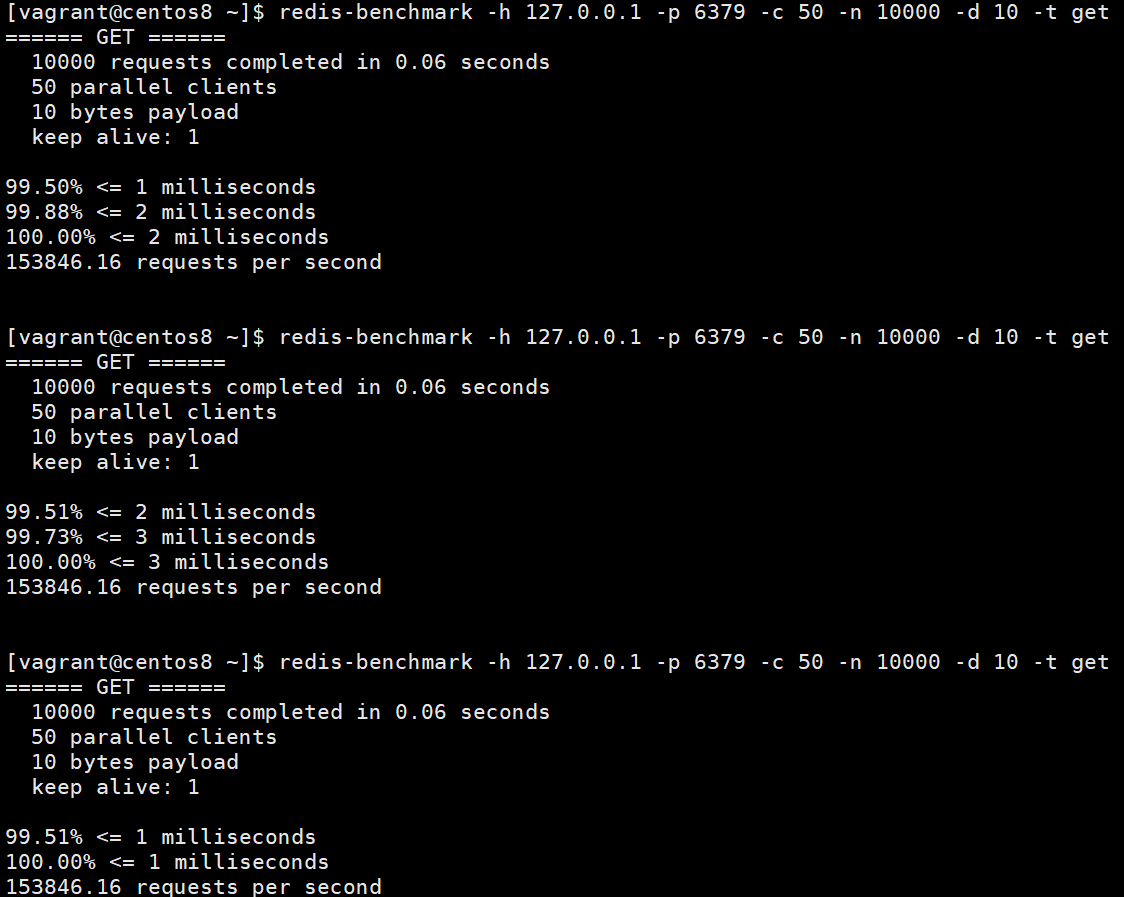 [vagrant@centos8 ~]$ redis-benchmark -h 127.0.0.1 -p 6379 -c 50 -n 10000 -d 10 -t get
====== GET ======
  10000 requests completed in 0.06 seconds
  50 parallel clients
  10 bytes payload
  keep alive: 1

99.50% <= 1 milliseconds
99.88% <= 2 milliseconds
100.00% <= 2 milliseconds
153846.16 requests per second


[vagrant@centos8 ~]$ redis-benchmark -h 127.0.0.1 -p 6379 -c 50 -n 10000 -d 10 -t get
====== GET ======
  10000 requests completed in 0.06 seconds
  50 parallel clients
  10 bytes payload
  keep alive: 1

99.51% <= 2 milliseconds
99.73% <= 3 milliseconds
100.00% <= 3 milliseconds
153846.16 requests per second


[vagrant@centos8 ~]$ redis-benchmark -h 127.0.0.1 -p 6379 -c 50 -n 10000 -d 10 -t get
====== GET ======
  10000 requests completed in 0.06 seconds
  50 parallel clients
  10 bytes payload
  keep alive: 1

99.51% <= 1 milliseconds
100.00% <= 1 milliseconds
153846.16 requests per second